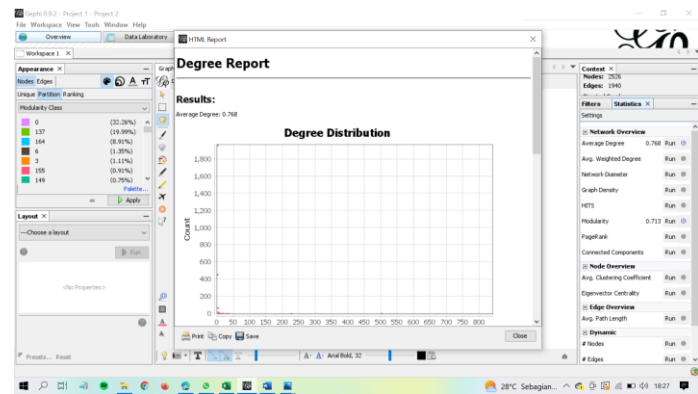 Gephi 0.9.2 - Project 1 - Project 2
File Workspace View Tools Window Help
Overview
Data Laboratory
Workspace 1 ×
Appearance ×
Nodes Edges
Unique Partition Ranking
Modularity Class
0 (32.26%)
137 (19.99%)
164 (8.91%)
6 (1.35%)
3 (1.11%)
155 (0.91%)
149 (0.75%)
Palette...
Apply
Layout ×
---Choose a layout
Run
<No Properties>
Presets... Reset
Graph
HTML Report
Degree Report
Results:
Average Degree: 0.768
Degree Distribution
Count
1,800
1,600
1,400
1,200
1,000
800
600
400
200
0
0 50 100 150 200 250 300 350 400 450 500 550 600 650 700 750 800
Print Copy Save
Close
Arial Bold, 32
Context ×
Nodes: 2526
Edges: 1940
Filters Statistics ×
Settings
Network Overview
Average Degree 0.768 Run
Avg. Weighted Degree Run
Network Diameter Run
Graph Density Run
HITS Run
Modularity 0.713 Run
PageRank Run
Connected Components Run
Node Overview
Avg. Clustering Coefficient Run
Eigenvector Centrality Run
Edge Overview
Avg. Path Length Run
Dynamic
# Nodes Run
# Edges Run
28°C Sebagian...
18:27